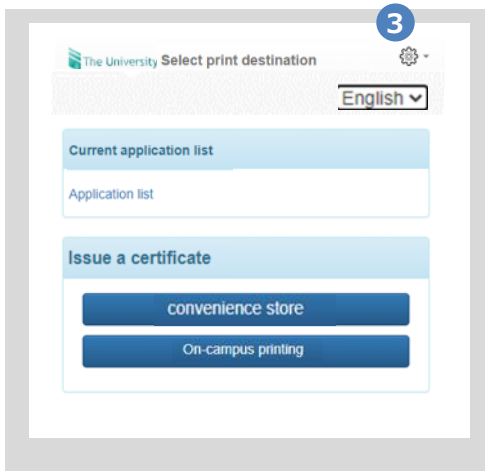 3
The University Select print destination
English
Current application list
Application list
Issue a certificate
convenience store
On-campus printing